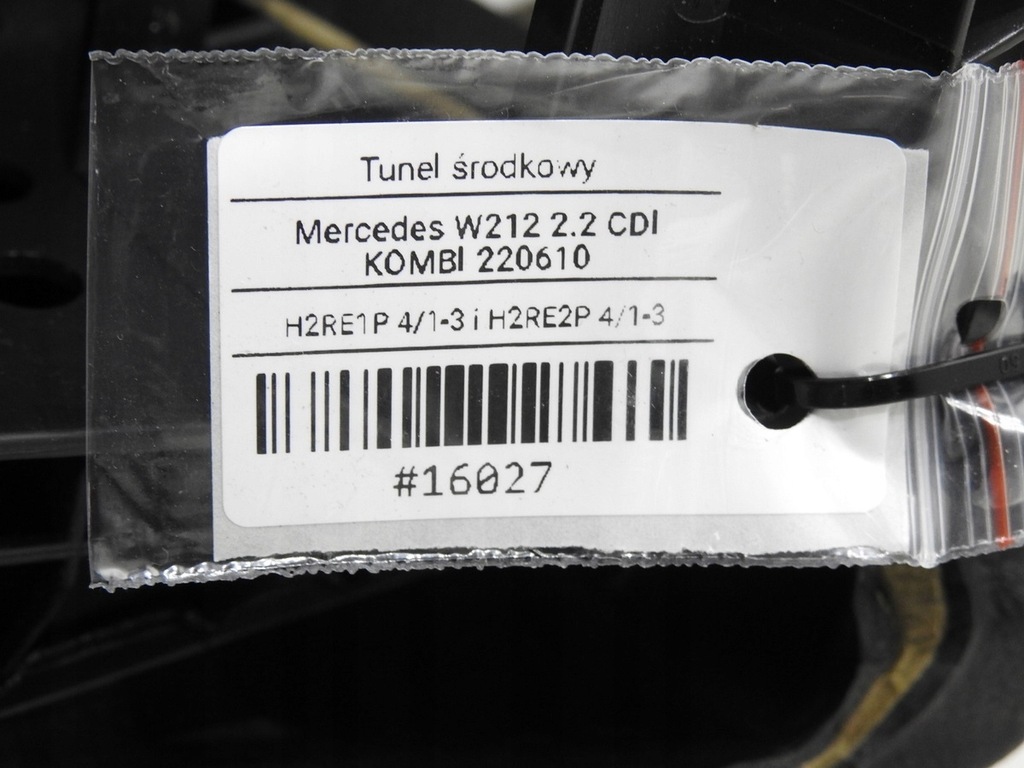 Tunel środkowy
Mercedes W212 2.2 CDI
KOMBI 220610
H2RE1P 4/1-3 i H2RE2P 4/1-3
#16027